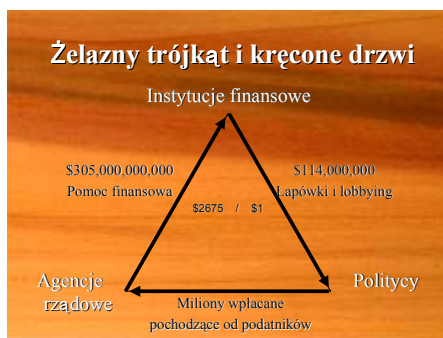 Żelazny trójkąt i kręcone drzwi
Instytucje finansowe
$305,000,000,000
Pomoc finansowa
$114,000,000
Łapówki i lobbying
$2675 / $1
Agencje
rządowe
Politycy
Miliony wpłacane
pochodzące od podatników